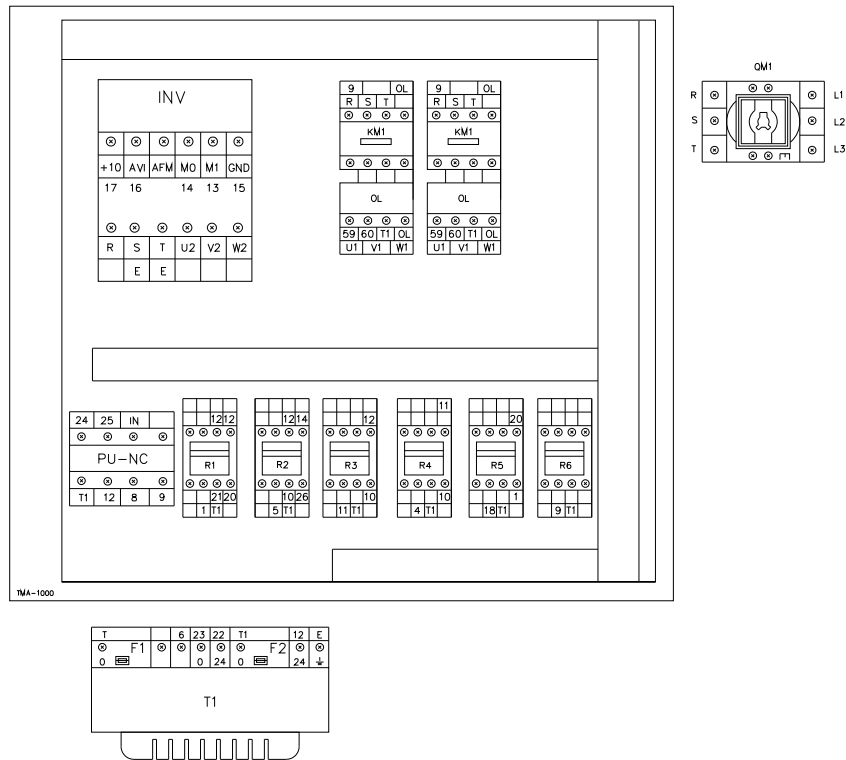 QM1
INV
9 OL 9 OL
R S T R S T
KM1 KM1
R L1
S L2
T L3
+10 AVI AFM M0 M1 GND
17 16 14 13 15
OL OL
59 60 T1 OL 59 60 T1 OL
U1 V1 W1 U1 V1 W1
R S T U2 V2 W2
E E
11
24 25 IN 12 12 12 14 12 20
PU-NC R1 R2 R3 R4 R5 R6
T1 12 8 9 21 20 10 26 10 10 1
1 T1 5 T1 11 T1 4 T1 18 T1 9 T1
TMA-1000
T 6 23 22 T1 12 E
F1 F2
0 0 24 0 24
T1